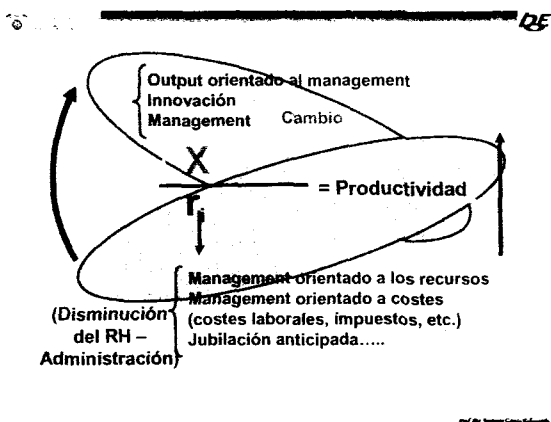 DE
Output orientado al management
Innovación
Management
Cambio
X
= Productividad
r i
Management orientado a los recursos
Management orientado a costes
(costes laborales, impuestos, etc.)
Jubilación anticipada.....
(Disminución
del RH –
Administración)